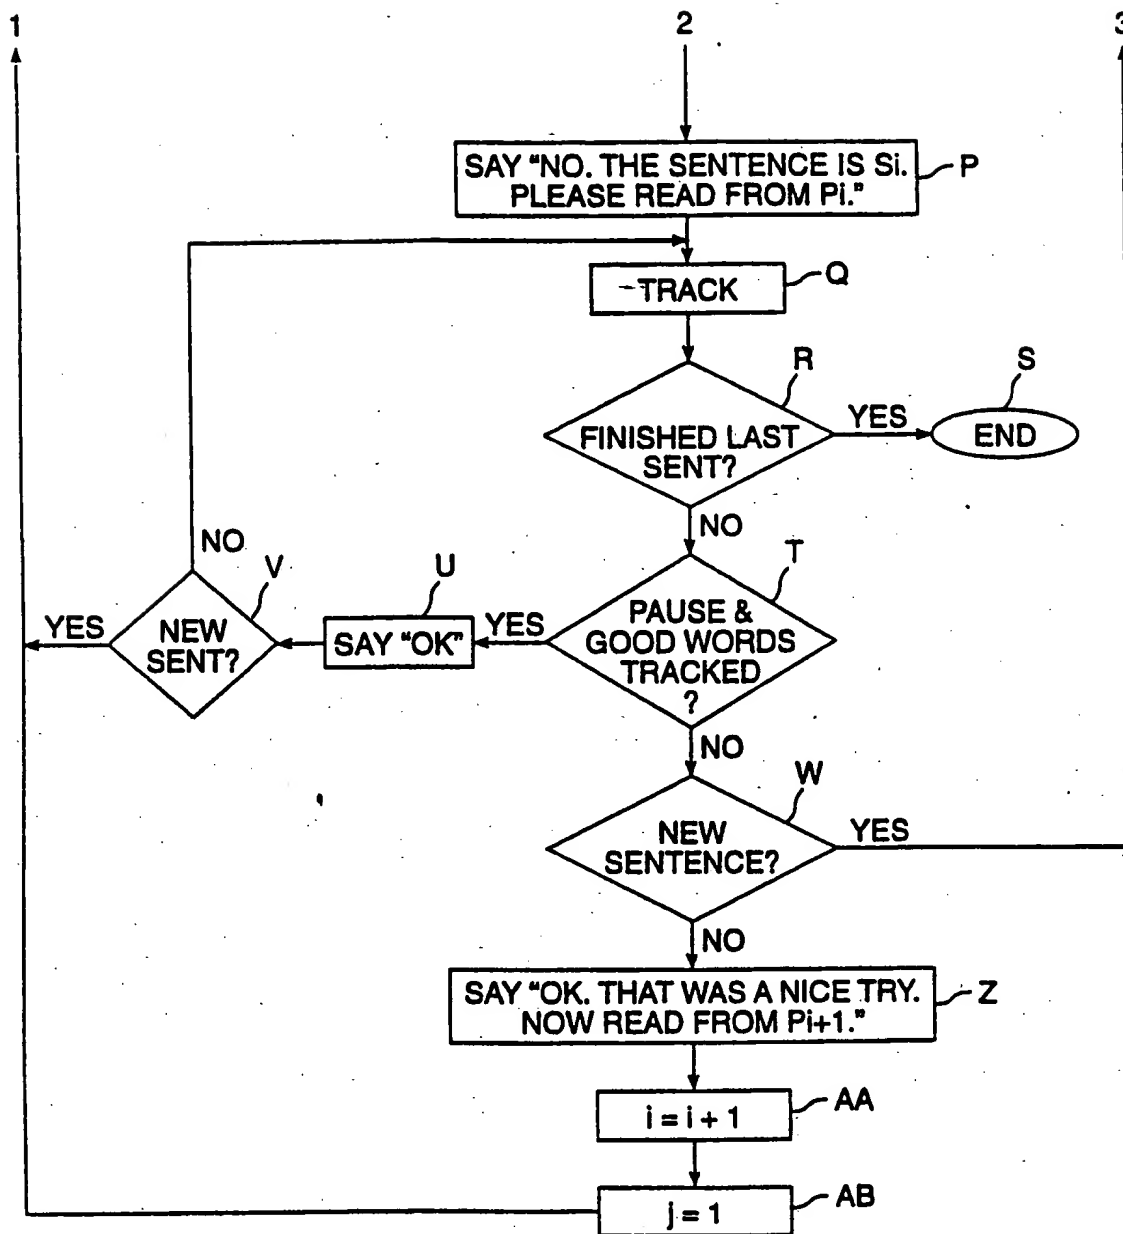 1
2
3
SAY “NO. THE SENTENCE IS Si.
PLEASE READ FROM Pi.”
P
TRACK
Q
R
FINISHED LAST
SENT?
YES
S
END
NO
T
PAUSE &
GOOD WORDS
TRACKED
?
YES
U
SAY “OK”
V
NEW
SENT?
NO
YES
NO
W
NEW
SENTENCE?
YES
NO
SAY “OK. THAT WAS A NICE TRY.
NOW READ FROM Pi+1.”
Z
i = i + 1
AA
j = 1
AB